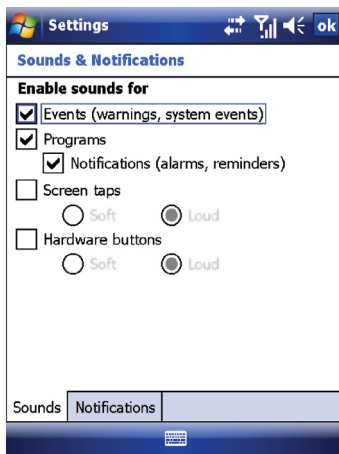 Settings
ok
Sounds & Notifications
Enable sounds for
Events (warnings, system events)
Programs
Notifications (alarms, reminders)
Screen taps
Soft Loud
Hardware buttons
Soft Loud
Sounds Notifications